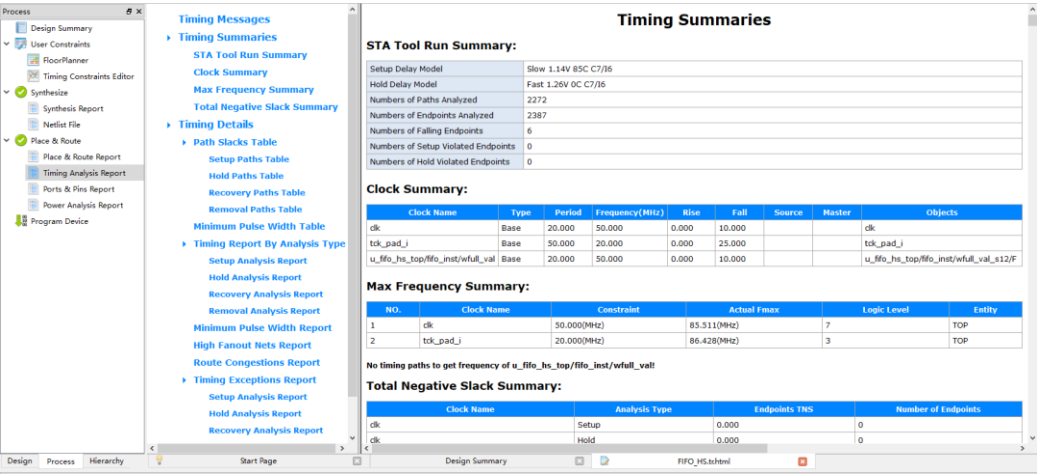 Process
Design Summary
User Constraints
FloorPlanner
Timing Constraints Editor
Synthesize
Synthesis Report
Netlist File
Place & Route
Place & Route Report
Timing Analysis Report
Ports & Pins Report
Power Analysis Report
Program Device
Timing Messages
Timing Summaries
STA Tool Run Summary
Clock Summary
Max Frequency Summary
Total Negative Slack Summary
Timing Details
Path Slacks Table
Setup Paths Table
Hold Paths Table
Recovery Paths Table
Removal Paths Table
Minimum Pulse Width Table
Timing Report By Analysis Type
Setup Analysis Report
Hold Analysis Report
Recovery Analysis Report
Removal Analysis Report
Minimum Pulse Width Report
High Fanout Nets Report
Route Congestions Report
Timing Exceptions Report
Setup Analysis Report
Hold Analysis Report
Recovery Analysis Report
Timing Summaries
STA Tool Run Summary:
Setup Delay Model Slow 1.14V 85C C7/I6
Hold Delay Model Fast 1.26V 0C C7/I6
Numbers of Paths Analyzed 2272
Numbers of Endpoints Analyzed 2387
Numbers of Falling Endpoints 6
Numbers of Setup Violated Endpoints 0
Numbers of Hold Violated Endpoints 0
Clock Summary:
Clock Name Type Period Frequency(MHz) Rise Fall Source Master Objects
clk Base 20.000 50.000 0.000 10.000 clk
tck_pad_i Base 50.000 20.000 0.000 25.000 tck_pad_i
u_fifo_hs_top/fifo_inst/wfull_val Base 20.000 50.000 0.000 10.000 u_fifo_hs_top/fifo_inst/wfull_val_s12/F
Max Frequency Summary:
NO. Clock Name Constraint Actual Fmax Logic Level Entity
1 clk 50.000(MHz) 85.511(MHz) 7 TOP
2 tck_pad_i 20.000(MHz) 86.428(MHz) 3 TOP
No timing paths to get frequency of u_fifo_hs_top/fifo_inst/wfull_val!
Total Negative Slack Summary:
Clock Name Analysis Type Endpoints TNS Number of Endpoints
clk Setup 0.000 0
clk Hold 0.000 0
Design Process Hierarchy Start Page Design Summary FIFO_HS.tr.html